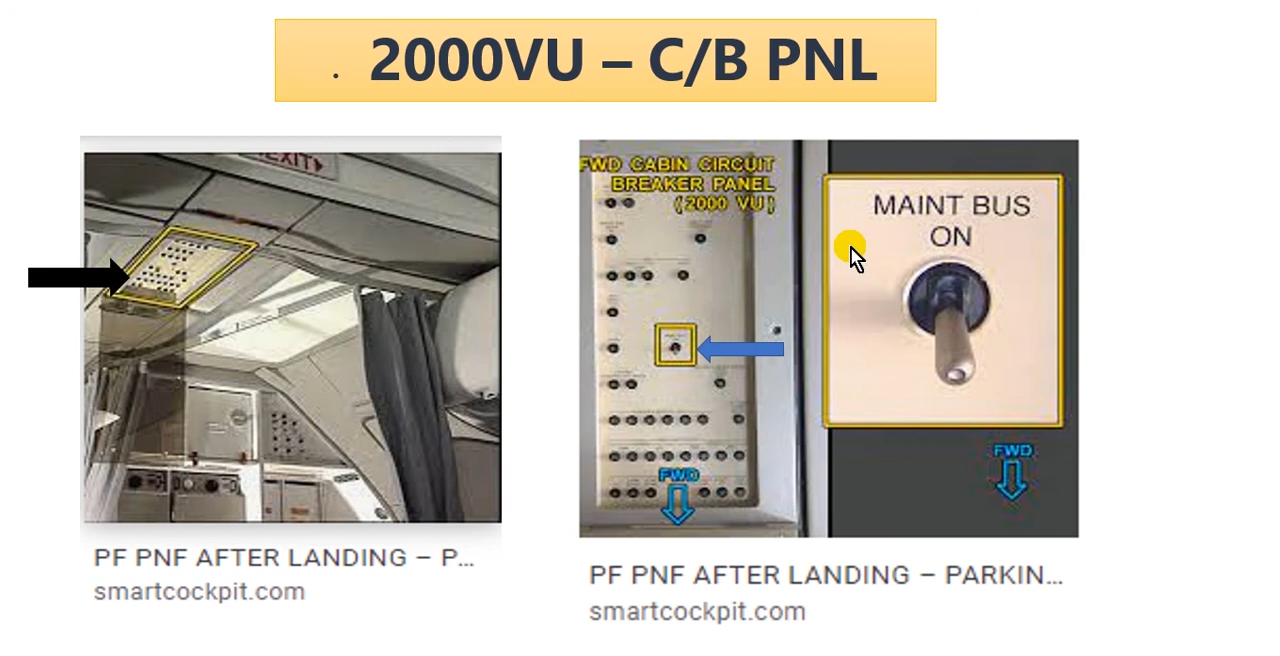 . 2000VU – C/B PNL
EXIT
FWD CABIN CIRCUIT
BREAKER PANEL
(2000 VU)
FWD
MAINT BUS
ON
FWD
PF PNF AFTER LANDING – P...
smartcockpit.com
PF PNF AFTER LANDING – PARKIN...
smartcockpit.com